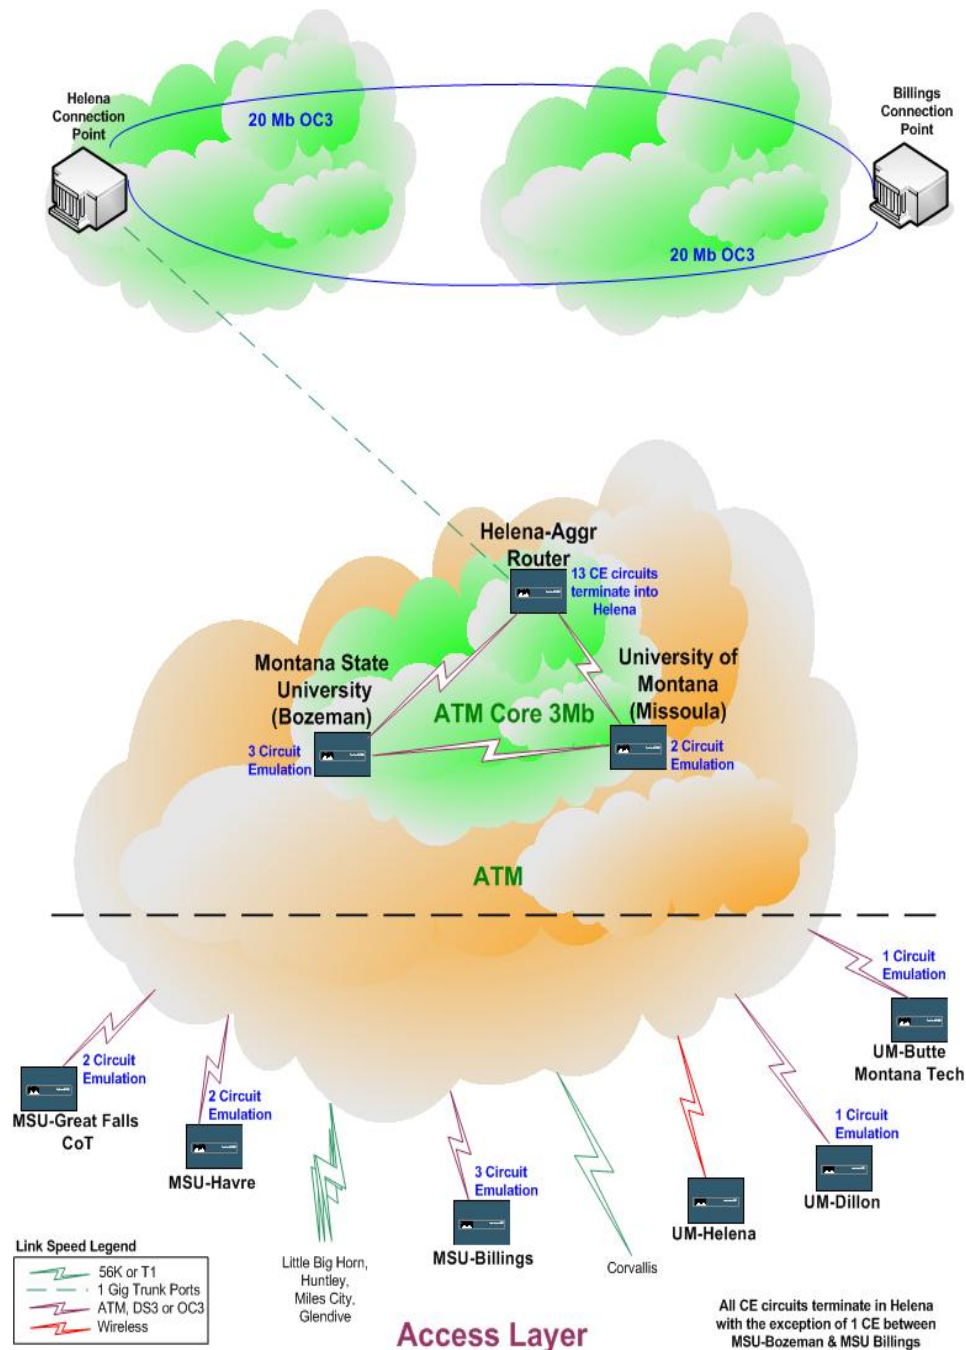 Helena
Connection
Point
Billings
Connection
Point
20 Mb OC3
20 Mb OC3
Helena-Aggr
Router
13 CE circuits
terminate into
Helena
Montana State
University
(Bozeman)
University of
Montana
(Missoula)
ATM Core 3Mb
3 Circuit
Emulation
2 Circuit
Emulation
ATM
1 Circuit
Emulation
UM-Butte
Montana Tech
2 Circuit
Emulation
MSU-Great Falls
CoT
2 Circuit
Emulation
MSU-Havre
1 Circuit
Emulation
UM-Dillon
3 Circuit
Emulation
MSU-Billings
UM-Helena
Little Big Horn,
Huntley,
Miles City,
Glendive
Corvallis
Link Speed Legend
56K or T1
1 Gig Trunk Ports
ATM, DS3 or OC3
Wireless
Access Layer
All CE circuits terminate in Helena
with the exception of 1 CE between
MSU-Bozeman & MSU Billings